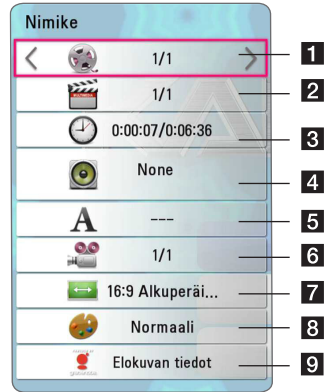 Nimike
1/1 1
1/1 2
0:00:07/0:06:36 3
None 4
A --- 5
1/1 6
16:9 Alkuperäi... 7
Normaali 8
Elokuvan tiedot 9